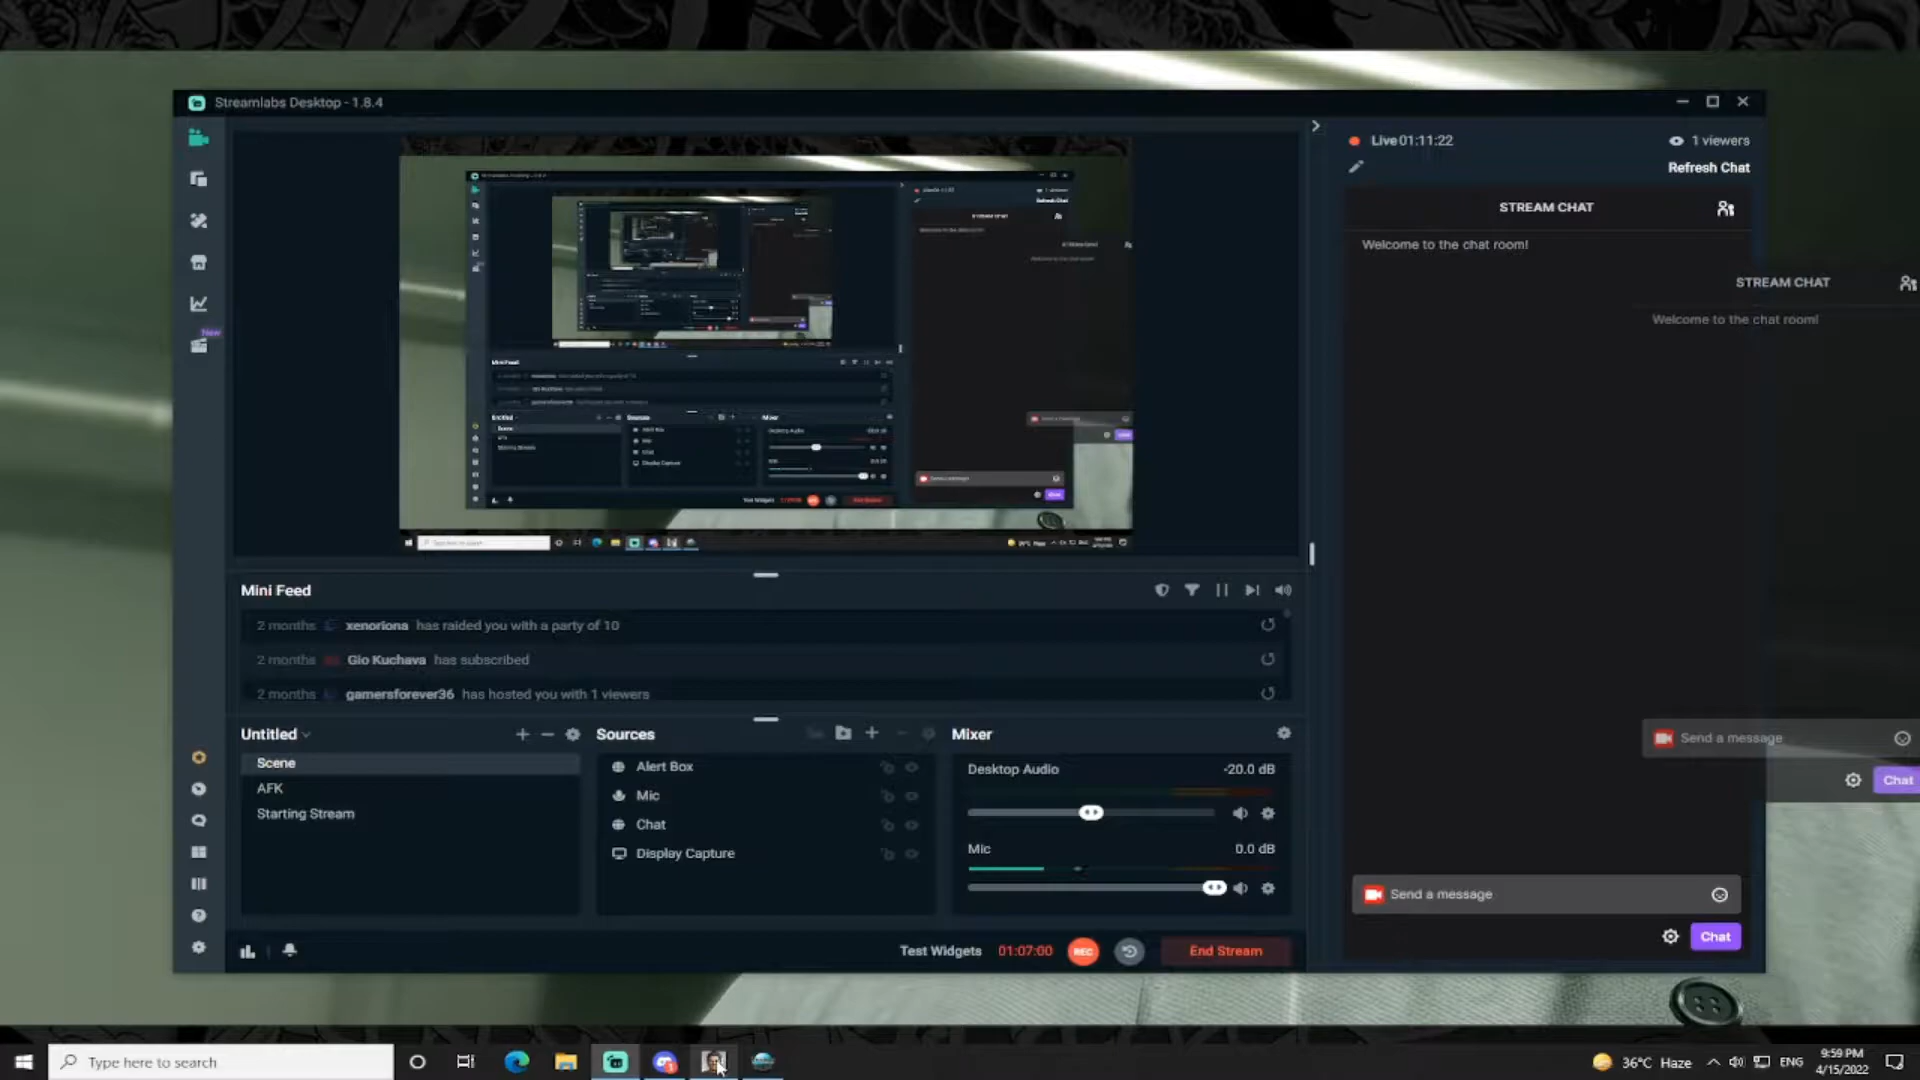 Streamlabs Desktop - 1.8.4
Live 01:11:22
1 viewers
Refresh Chat
STREAM CHAT
Welcome to the chat room!
STREAM CHAT
Welcome to the chat room!
New
Mini Feed
2 months xenoriona has raided you with a party of 10
2 months Gio Kuchava has subscribed
2 months gamersforever36 has hosted you with 1 viewers
Untitled
Scene
AFK
Starting Stream
Sources
Alert Box
Mic
Chat
Display Capture
Mixer
Desktop Audio -20.0 dB
Mic 0.0 dB
Send a message
Chat
Send a message
Chat
Test Widgets 01:07:00 REC End Stream
Type here to search
36°C Haze
ENG
9:59 PM
4/15/2022